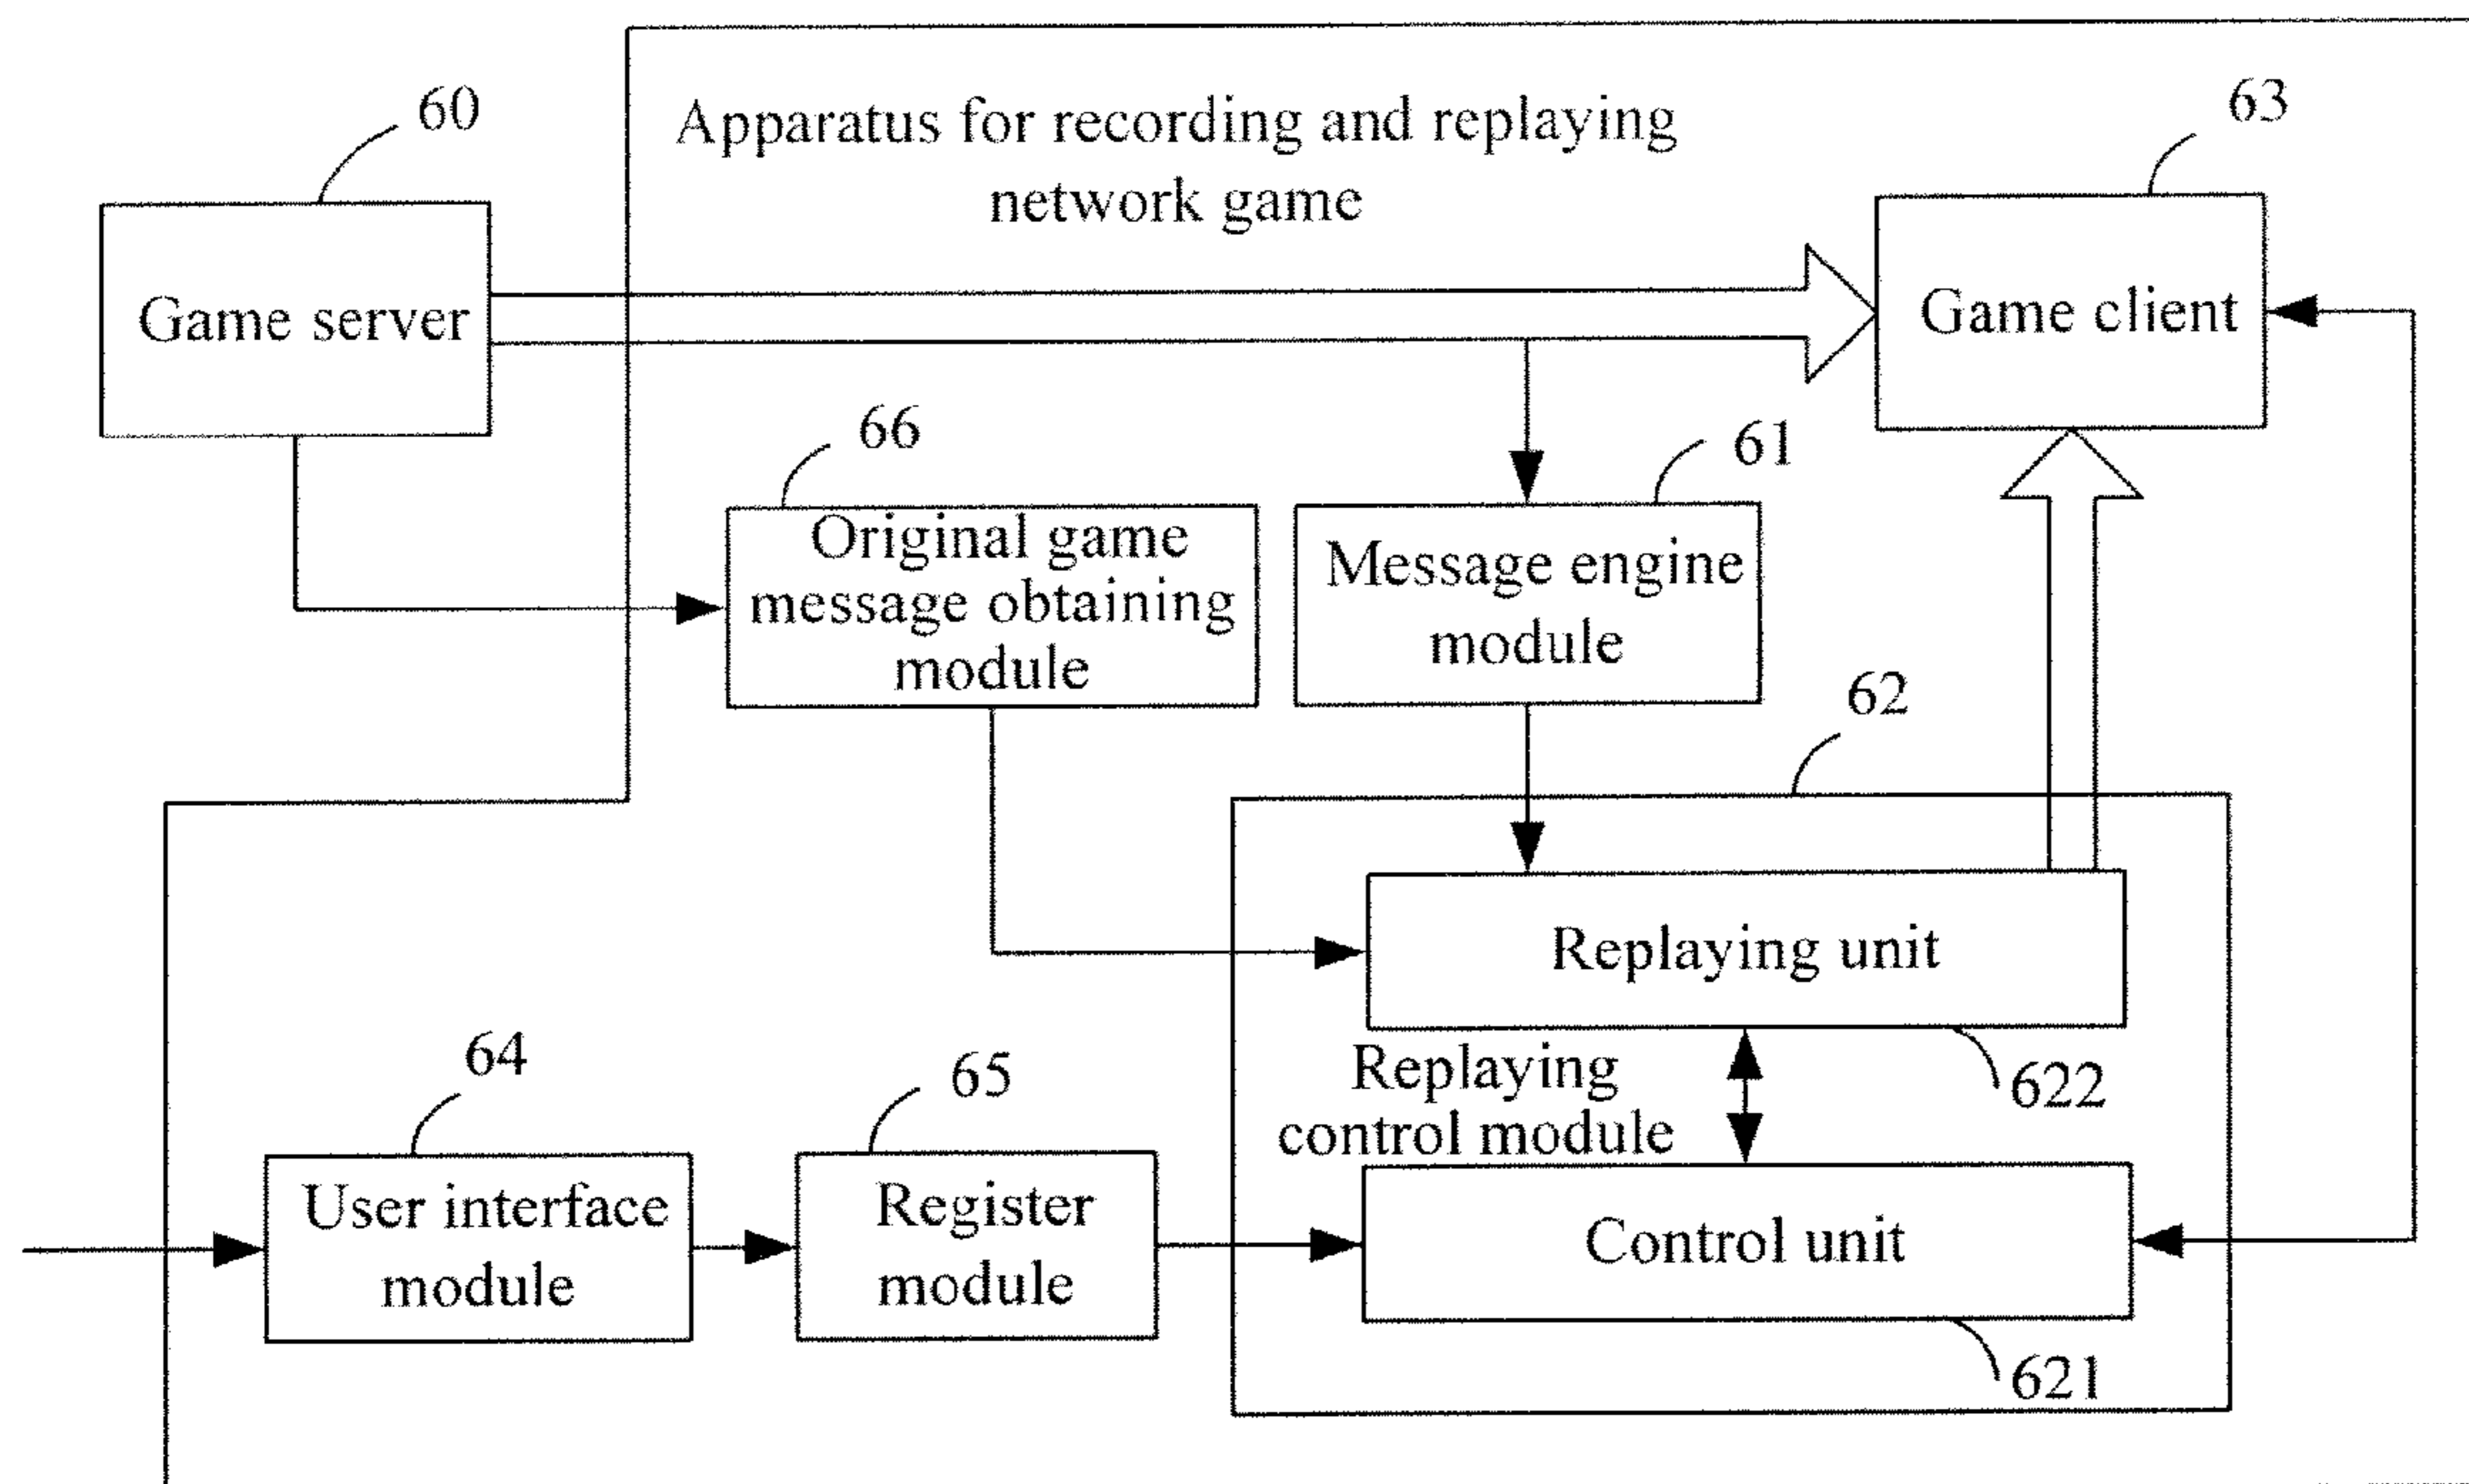 60
Apparatus for recording and replaying
network game
63
Game server
Game client
66
61
Original game
message obtaining
module
Message engine
module
62
Replaying unit
622
Replaying
control module
64
65
User interface
module
Register
module
Control unit
621